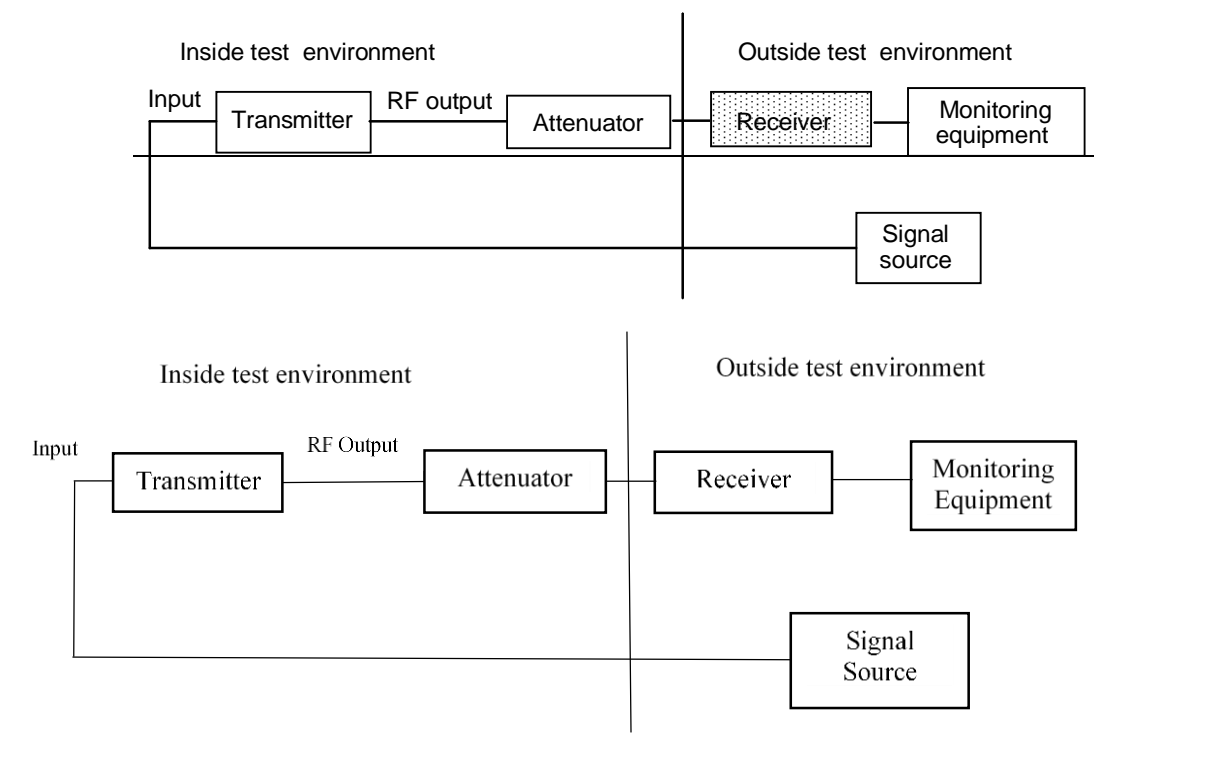 Inside test environment
Outside test environment
Input
Transmitter
RF output
Attenuator
Receiver
Monitoring
equipment
Signal
source
Inside test environment
Outside test environment
Input
Transmitter
RF Output
Attenuator
Receiver
Monitoring
Equipment
Signal
Source